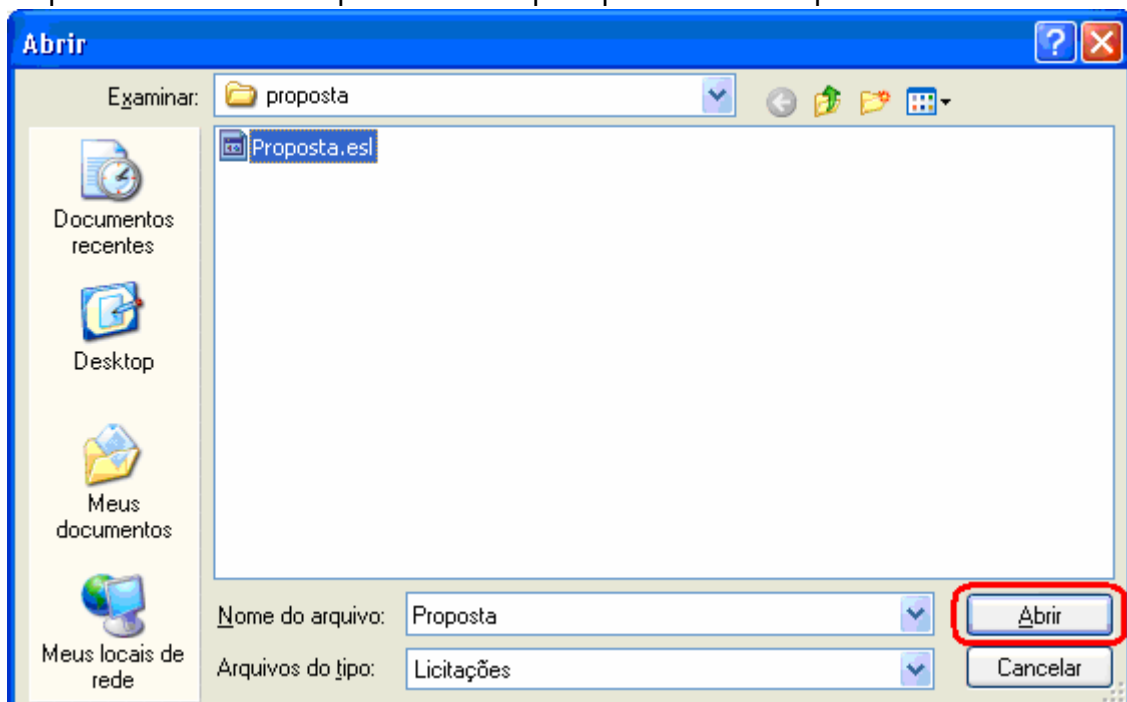 Abrir
Examinar:
proposta
Proposta.esl
Documentos
recentes
Desktop
Meus
documentos
Meus locais de
rede
Nome do arquivo:
Proposta
Abrir
Arquivos do tipo:
Licitações
Cancelar